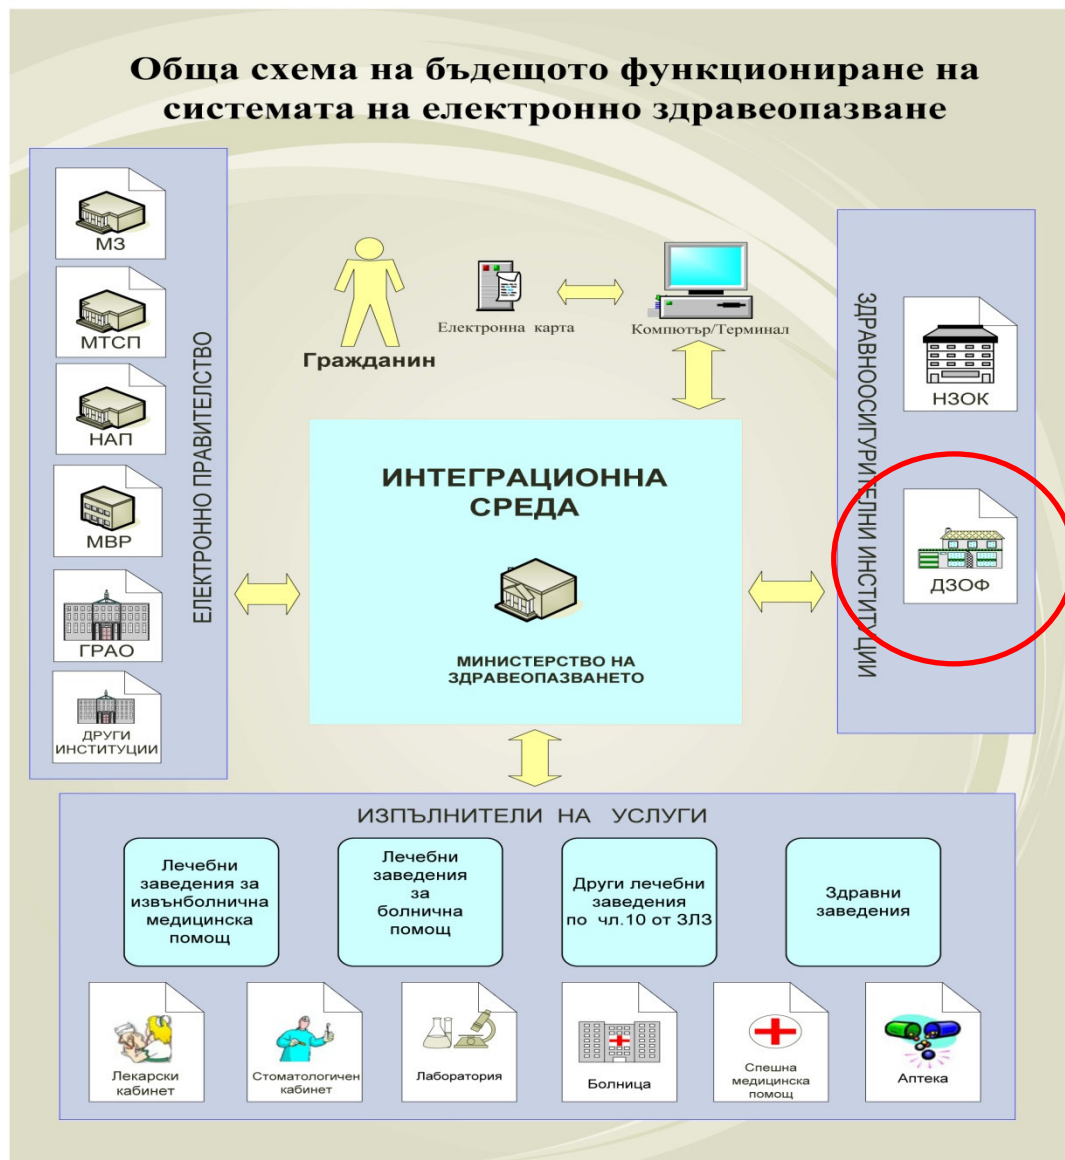 Обща схема на бъдещото функциониране на
системата на електронно здравеопазване
МЗ
МТСП
НАП
МВР
ГРАО
ДРУГИ
ИНСТИТУЦИИ
ЕЛЕКТРОННО ПРАВИТЕЛСТВО
Гражданин
Електронна карта
Компютър/Терминал
ИНТЕГРАЦИОННА
СРЕДА
МИНИСТЕРСТВО НА
ЗДРАВЕОПАЗВАНЕТО
ЗДРАВНООСИГУРИТЕЛНИ ИНСТИТУЦИИ
НЗОК
ДЗОФ
ИЗПЪЛНИТЕЛИ НА УСЛУГИ
Лечебни
заведения за
извънболнична
медицинска
помощ
Лечебни
заведения
за
болнична
помощ
Други лечебни
заведения
по чл.10 от ЗЛЗ
Здравни
заведения
Лекарски
кабинет
Стоматологичен
кабинет
Лаборатория
Болница
Спешна
медицинска
помощ
Аптека